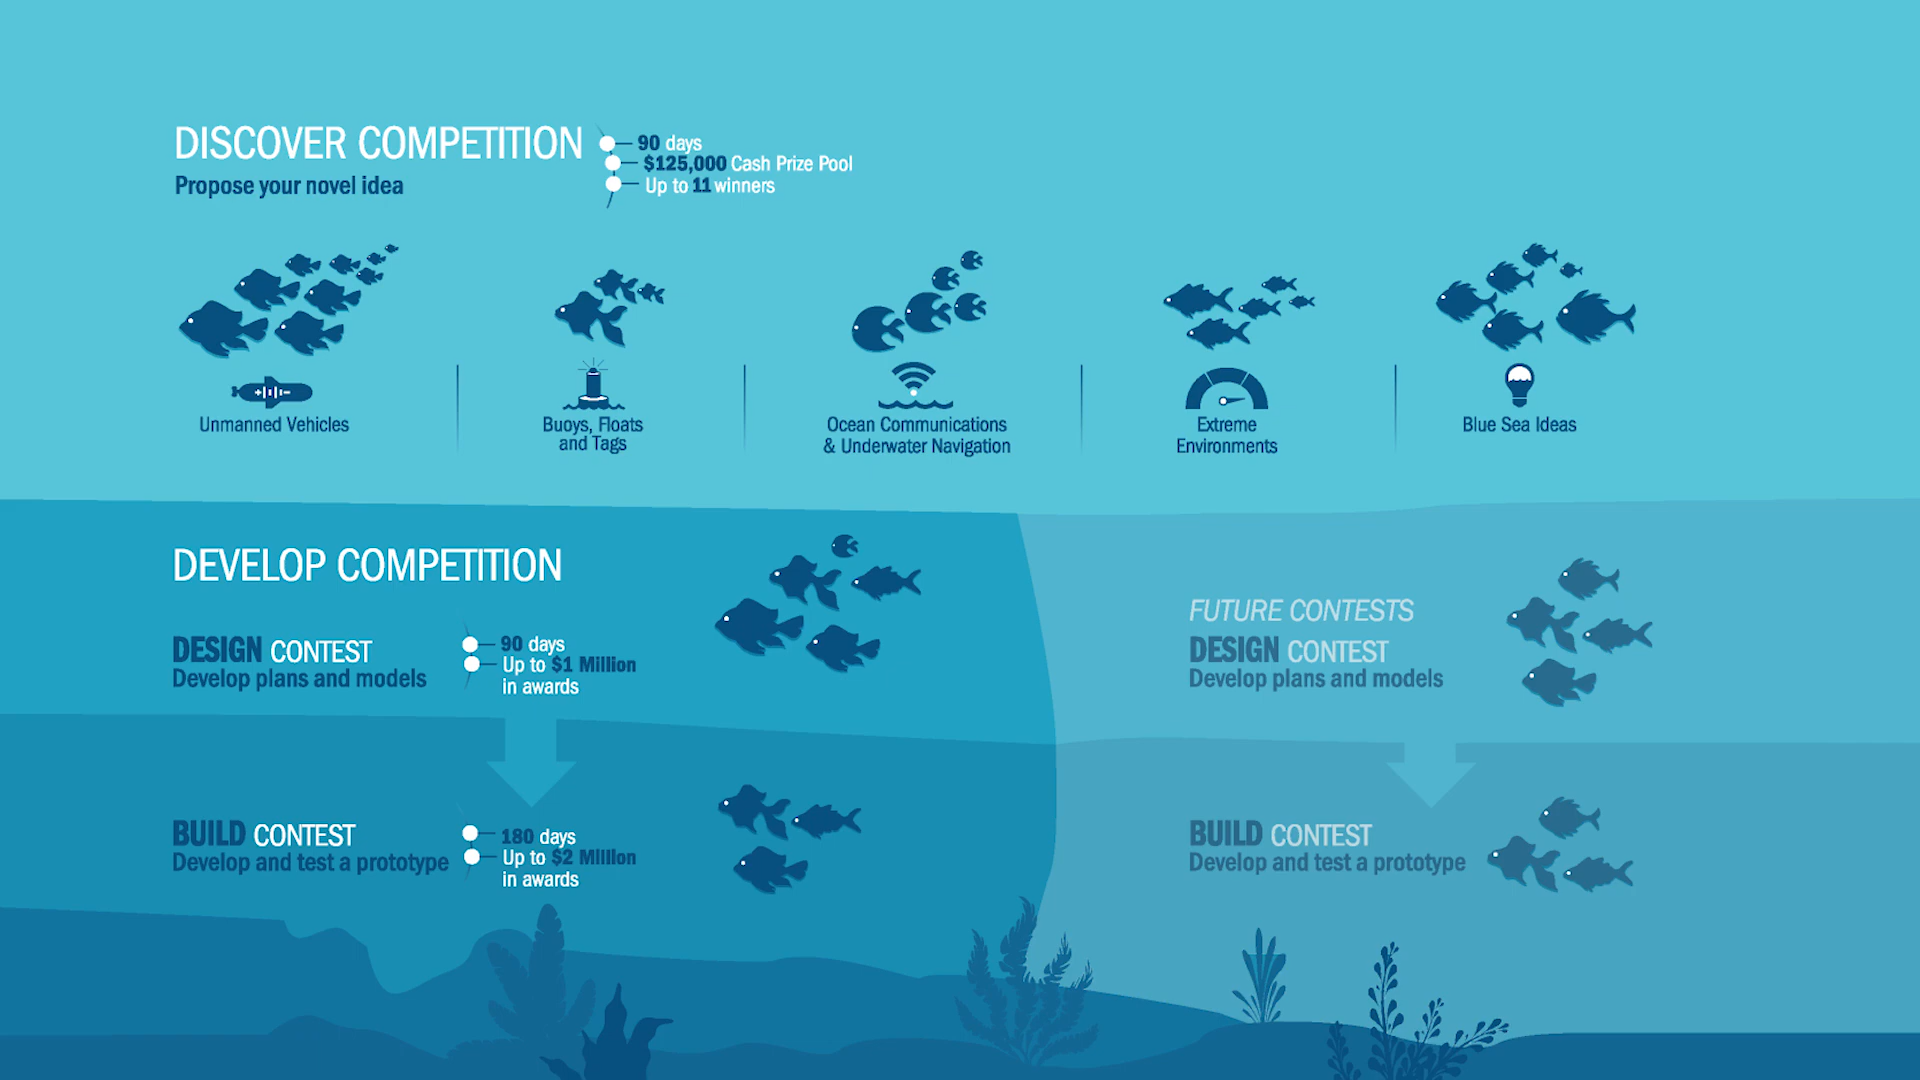 DISCOVER COMPETITION
Propose your novel idea
90 days
$125,000 Cash Prize Pool
Up to 11 winners
Unmanned Vehicles
Buoys, Floats
and Tags
Ocean Communications
& Underwater Navigation
Extreme
Environments
Blue Sea Ideas
DEVELOP COMPETITION
DESIGN CONTEST
Develop plans and models
90 days
Up to $1 Million
in awards
BUILD CONTEST
Develop and test a prototype
180 days
Up to $2 Million
in awards
FUTURE CONTESTS
DESIGN CONTEST
Develop plans and models
BUILD CONTEST
Develop and test a prototype